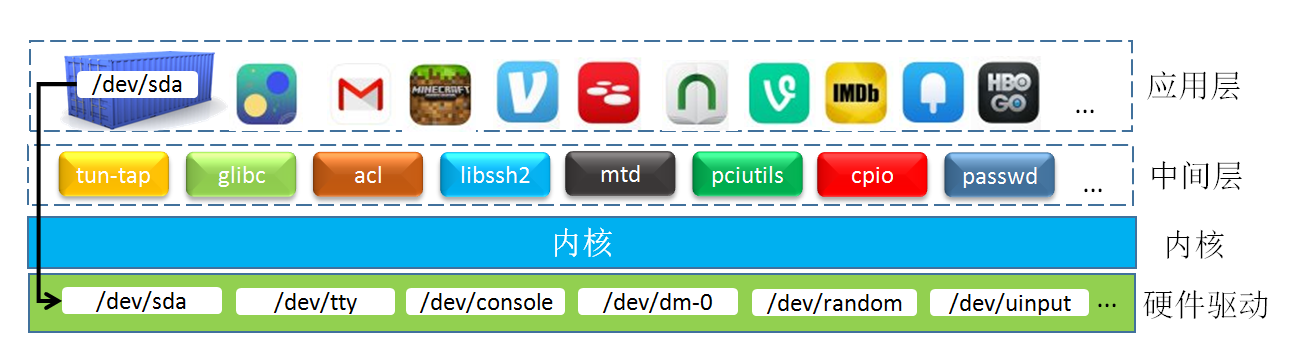 /dev/sda
MINECRAFT
IMDb
HBO
GO
...
应用层
tun-tap
glibc
acl
libssh2
mtd
pciutils
cpio
passwd
...
中间层
内核
内核
/dev/sda
/dev/tty
/dev/console
/dev/dm-0
/dev/random
/dev/uinput
...
硬件驱动